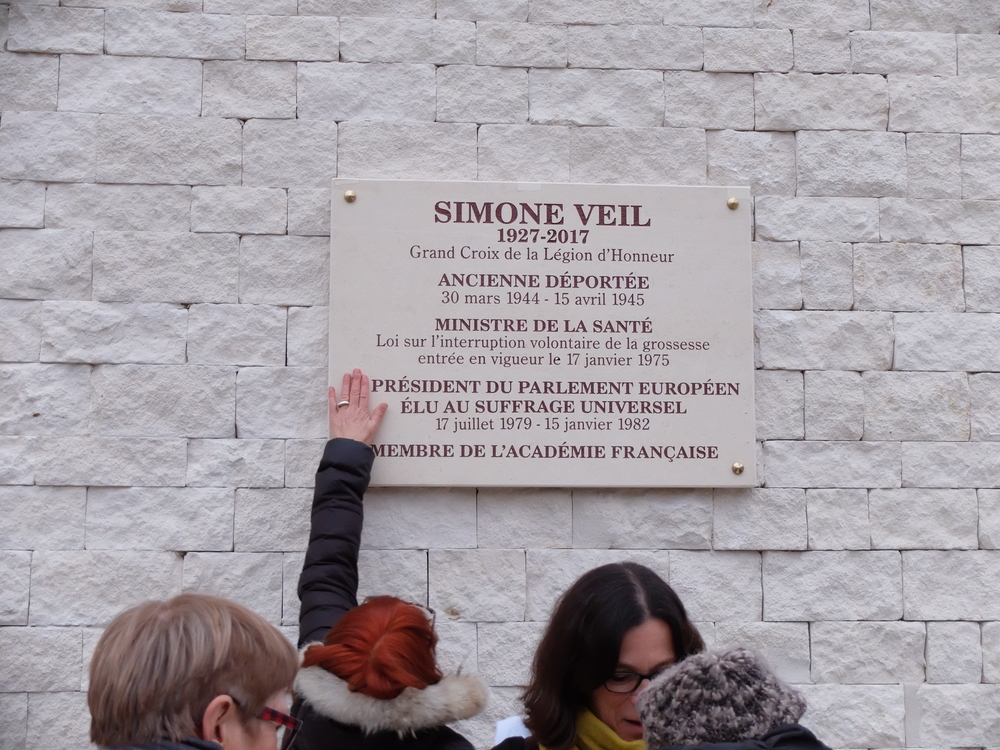 SIMONE VEIL
1927-2017
Grand Croix de la Légion d'Honneur
ANCIENNE DÉPORTÉE
30 mars 1944 - 15 avril 1945
MINISTRE DE LA SANTÉ
Loi sur l'interruption volontaire de la grossesse
entrée en vigueur le 17 janvier 1975
PRÉSIDENT DU PARLEMENT EUROPÉEN
ÉLU AU SUFFRAGE UNIVERSEL
17 juillet 1979 - 15 janvier 1982
MEMBRE DE L'ACADÉMIE FRANÇAISE